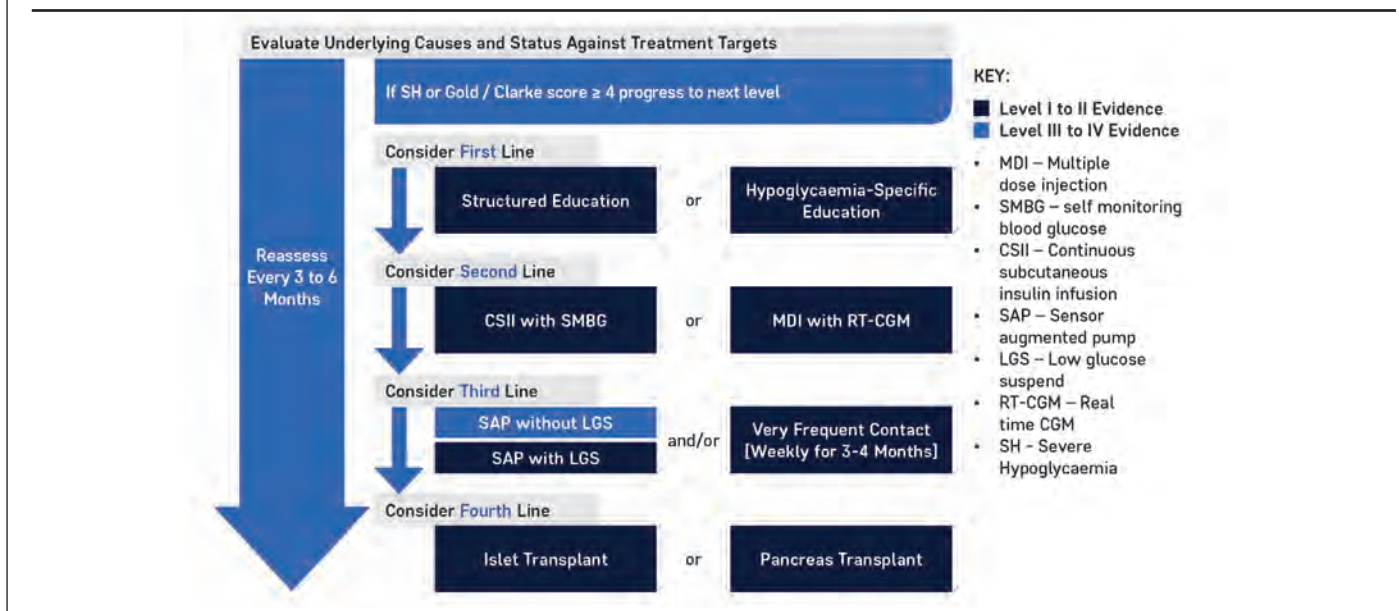 Evaluate Underlying Causes and Status Against Treatment Targets
If SH or Gold / Clarke score ≥ 4 progress to next level
Reassess
Every 3 to 6
Months
Consider First Line
Structured Education
or
Hypoglycaemia-Specific
Education
Consider Second Line
CSII with SMBG
or
MDI with RT-CGM
Consider Third Line
SAP without LGS
SAP with LGS
and/or
Very Frequent Contact
[Weekly for 3-4 Months]
Consider Fourth Line
Islet Transplant
or
Pancreas Transplant
KEY:
Level I to II Evidence
Level III to IV Evidence
• MDI – Multiple
dose injection
• SMBG – self monitoring
blood glucose
• CSII – Continuous
subcutaneous
insulin infusion
• SAP – Sensor
augmented pump
• LGS – Low glucose
suspend
• RT-CGM – Real
time CGM
• SH - Severe
Hypoglycaemia